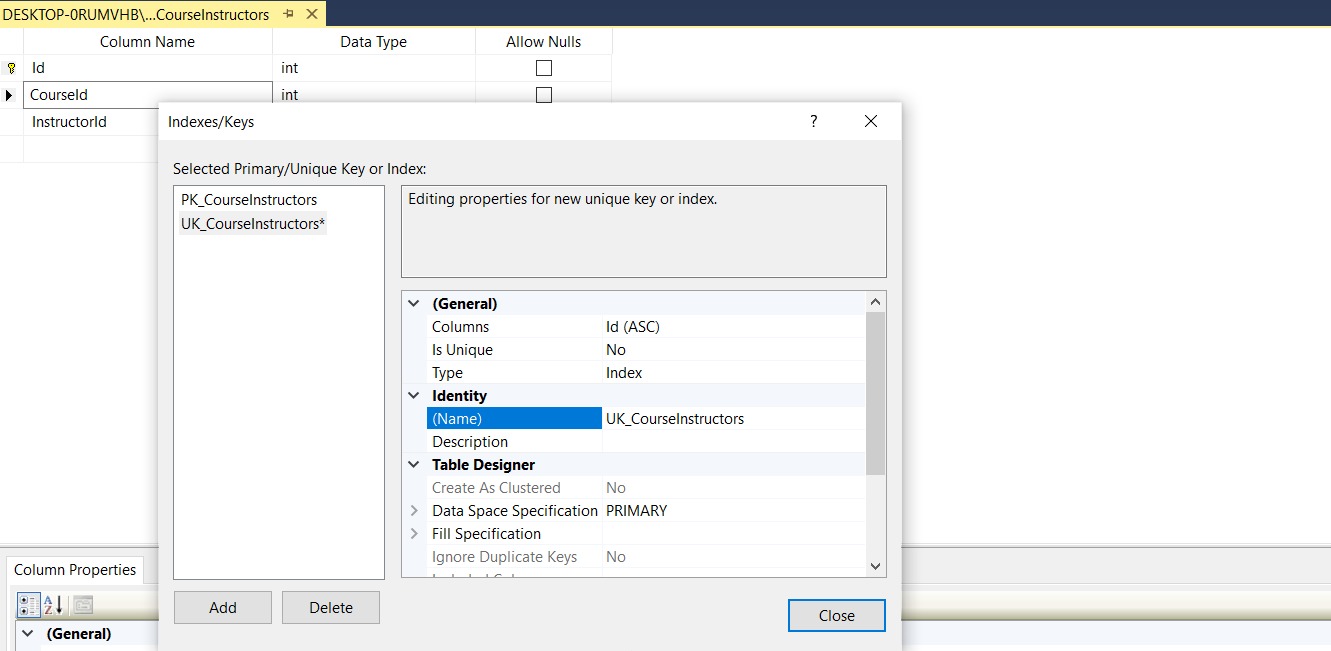 DESKTOP-0RUMVHB\...CourseInstructors
Column Name Data Type Allow Nulls
Id int
CourseId int
InstructorId
Indexes/Keys ?
Selected Primary/Unique Key or Index:
PK_CourseInstructors
UK_CourseInstructors*
Editing properties for new unique key or index.
(General)
Columns Id (ASC)
Is Unique No
Type Index
Identity
(Name) UK_CourseInstructors
Description
Table Designer
Create As Clustered No
Data Space Specification PRIMARY
Fill Specification
Ignore Duplicate Keys No
Add Delete Close
Column Properties
(General)